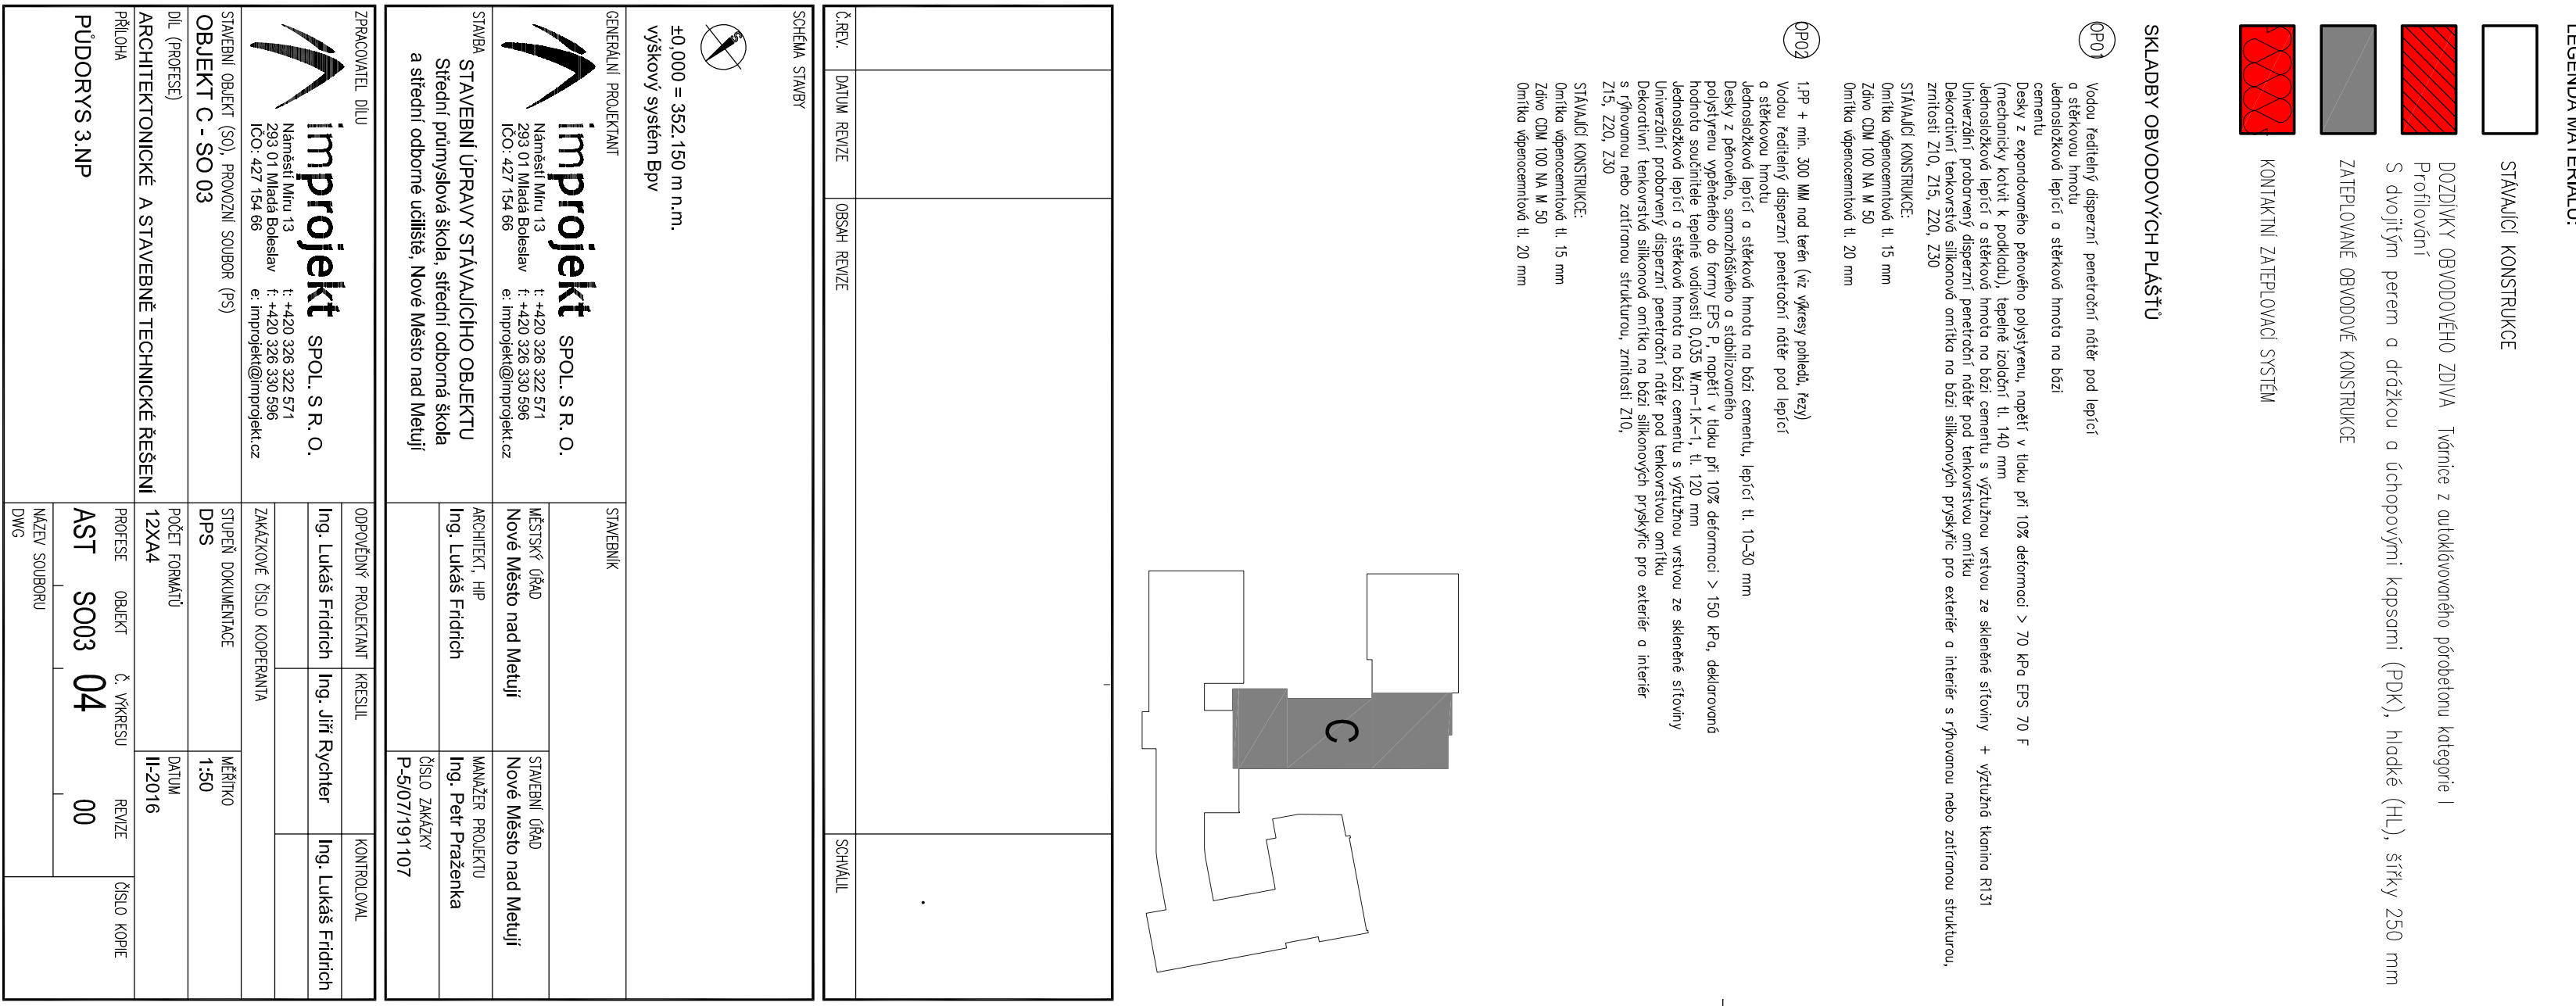 LEGENDA MATERIÁLŮ:
STÁVAJÍCÍ KONSTRUKCE
DOZDÍVKY OBVODOVÉHO ZDIVA Tvárnice z autoklávovaného pórobetonu kategorie I
Profilování
S dvojitým perem a drážkou a úchopovými kapsami (PDK), hladké (HL), šířky 250 mm
ZATEPLOVANÉ OBVODOVÉ KONSTRUKCE
KONTAKTNÍ ZATEPLOVACÍ SYSTÉM
SKLADBY OBVODOVÝCH PLÁŠŤŮ
OP01
Vodou ředitelný disperzní penetrační nátěr pod lepící
a stěrkovou hmotu
Jednosložková lepící a stěrková hmota na bázi
cementu
Desky z expandovaného pěnového polystyrenu, napětí v tlaku při 10% deformaci > 70 kPa EPS 70 F
(mechanicky kotvit k podkladu), tepelně izolační tl. 140 mm
Jednosložková lepící a stěrková hmota na bázi cementu s výztužnou vrstvou ze skleněné síťoviny + výztužná tkanina R131
Univerzální probarvený disperzní penetrační nátěr pod tenkovrstvou omítku
Dekorativní tenkovrstvá silikonová omítka na bázi silikonových pryskyřic pro exteriér a interiér s rýhovanou nebo zatíranou strukturou,
zrnitosti Z10, Z15, Z20, Z30
STÁVAJÍCÍ KONSTRUKCE:
Omítka vápenocemntová tl. 15 mm
Zdivo CDM 100 NA M 50
Omítka vápenocemntová tl. 20 mm
OP02
1.PP + min. 300 MM nad terén (viz výkresy pohledů, řezy)
Vodou ředitelný disperzní penetrační nátěr pod lepící
a stěrkovou hmotu
Jednosložková lepící a stěrková hmota na bázi cementu, lepící tl. 10-30 mm
Desky z pěnového, samozhášivého a stabilizovaného
polystyrenu vypěněného do formy EPS P, napětí v tlaku při 10% deformaci > 150 kPa, deklarovaná
hodnota součinitele tepelné vodivosti 0,035 W.m-1.K-1, tl. 120 mm
Jednosložková lepící a stěrková hmota na bázi cementu s výztužnou vrstvou ze skleněné síťoviny
Univerzální probarvený disperzní penetrační nátěr pod tenkovrstvou omítku
Dekorativní tenkovrstvá silikonová omítka na bázi silikonových pryskyřic pro exteriér a interiér
s rýhovanou nebo zatíranou strukturou, zrnitosti Z10,
Z15, Z20, Z30
STÁVAJÍCÍ KONSTRUKCE:
Omítka vápenocemntová tl. 15 mm
Zdivo CDM 100 NA M 50
Omítka vápenocemntová tl. 20 mm
C
Č.REV.
DATUM REVIZE
OBSAH REVIZE
SCHVÁLIL
SCHÉMA STAVBY
S
±0,000 = 352.150 m n.m.
výškový systém Bpv
GENERÁLNÍ PROJEKTANT
improjekt SPOL. S R. O.
Náměstí Míru 13 t: +420 326 322 571
293 01 Mladá Boleslav f: +420 326 330 596
IČO: 427 154 66 e: improjekt@improjekt.cz
STAVEBNÍK
MĚSTSKÝ ÚŘAD
Nové Město nad Metují
STAVEBNÍ ÚŘAD
Nové Město nad Metují
STAVBA
STAVEBNÍ ÚPRAVY STÁVAJÍCÍHO OBJEKTU
Střední průmyslová škola, střední odborná škola
a střední odborné učiliště, Nové Město nad Metují
ARCHITEKT, HIP
Ing. Lukáš Fridrich
MANAŽER PROJEKTU
Ing. Petr Praženka
ČÍSLO ZAKÁZKY
P-5/07/191107
ZPRACOVATEL DÍLU
improjekt SPOL. S R. O.
Náměstí Míru 13 t: +420 326 322 571
293 01 Mladá Boleslav f: +420 326 330 596
IČO: 427 154 66 e: improjekt@improjekt.cz
ODPOVĚDNÝ PROJEKTANT
Ing. Lukáš Fridrich
KRESLIL
Ing. Jiří Rychter
KONTROLOVAL
Ing. Lukáš Fridrich
ZAKÁZKOVÉ ČÍSLO KOOPERANTA
STAVEBNÍ OBJEKT (SO), PROVOZNÍ SOUBOR (PS)
OBJEKT C - SO 03
STUPEŇ DOKUMENTACE
DPS
MĚŘÍTKO
1:50
DÍL (PROFESE)
ARCHITEKTONICKÉ A STAVEBNĚ TECHNICKÉ ŘEŠENÍ
POČET FORMÁTŮ
12XA4
DATUM
II-2016
PŘÍLOHA
PŮDORYS 3.NP
PROFESE
AST
OBJEKT
SO03
Č. VÝKRESU
04
REVIZE
00
ČÍSLO KOPIE
NÁZEV SOUBORU
DWG